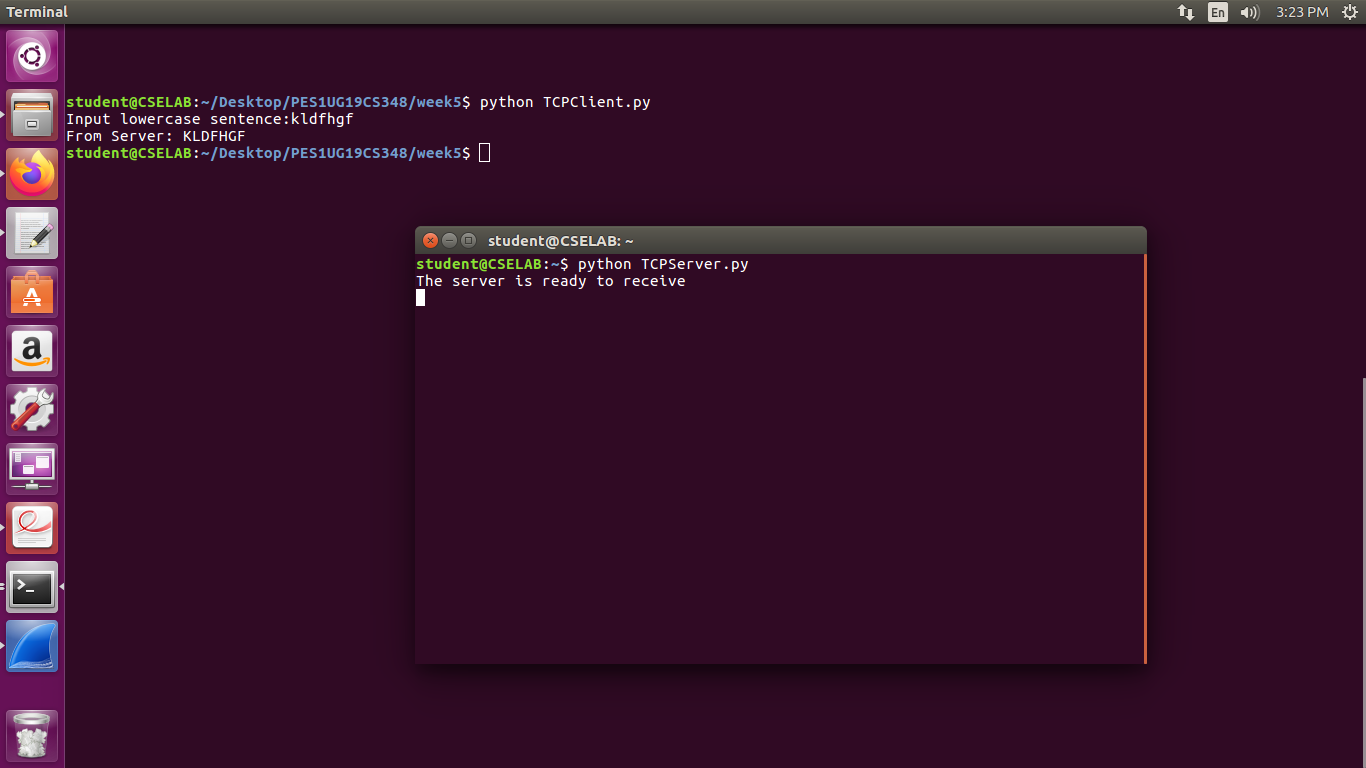 Terminal
En
3:23 PM
student@CSELAB:~/Desktop/PES1UG19CS348/week5$ python TCPClient.py
Input lowercase sentence:kldfhgf
From Server: KLDFHGF
student@CSELAB:~/Desktop/PES1UG19CS348/week5$
student@CSELAB: ~
student@CSELAB:~$ python TCPServer.py
The server is ready to receive